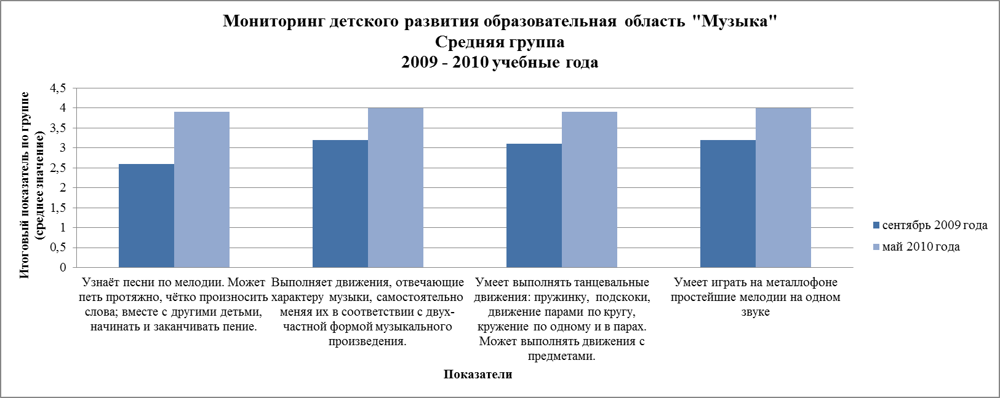 Мониторинг детского развития образовательная область "Музыка"
Средняя группа
2009 - 2010 учебные года
Итоговый показатель по группе
(среднее значение)
4,5
4
3,5
3
2,5
2
1,5
1
0,5
0
Узнаёт песни по мелодии. Может
петь протяжно, чётко произносить
слова; вместе с другими детьми,
начинать и заканчивать пение.
Выполняет движения, отвечающие
характеру музыки, самостоятельно
меняя их в соответствии с двух-
частной формой музыкального
произведения.
Умеет выполнять танцевальные
движения: пружинку, подскоки,
движение парами по кругу,
кружение по одному и в парах.
Может выполнять движения с
предметами.
Умеет играть на металлофоне
простейшие мелодии на одном
звуке
Показатели
сентябрь 2009 года
май 2010 года